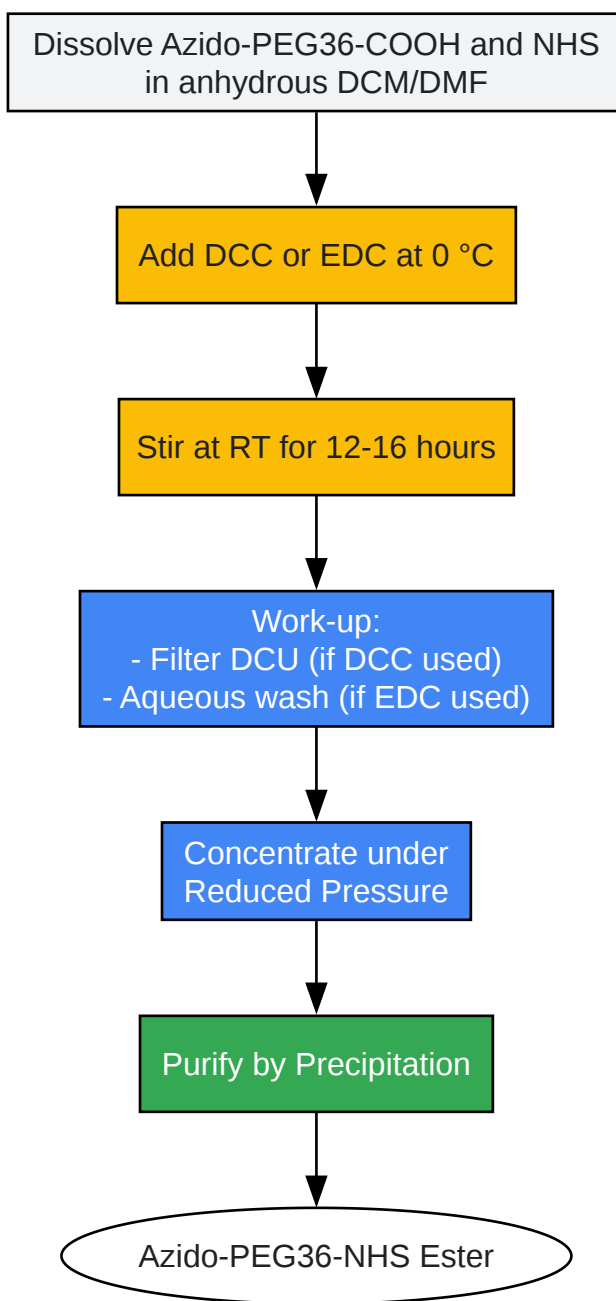 Dissolve Azido-PEG36-COOH and NHS
in anhydrous DCM/DMF
Add DCC or EDC at 0 °C
Stir at RT for 12-16 hours
Work-up:
- Filter DCU (if DCC used)
- Aqueous wash (if EDC used)
Concentrate under
Reduced Pressure
Purify by Precipitation
Azido-PEG36-NHS Ester